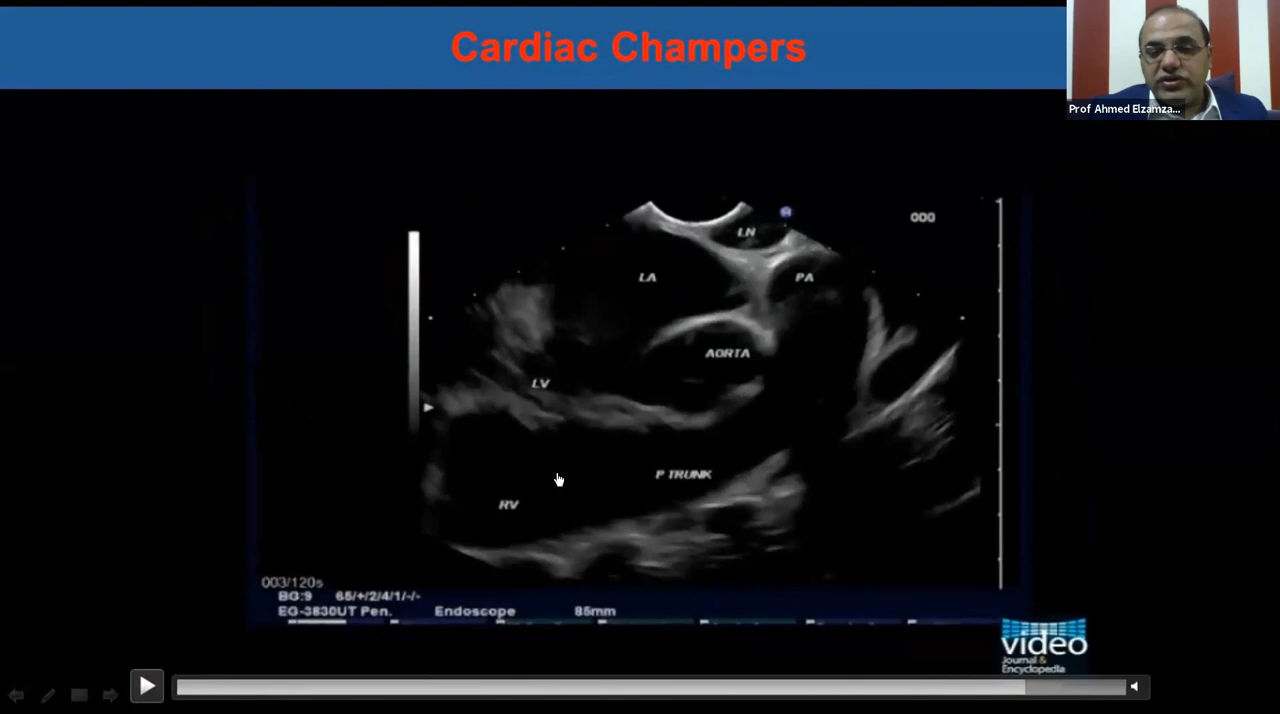 Cardiac Champers
Prof Ahmed Elzamza...
LN
LA
PA
AORTA
LV
P TRUNK
RV
003/120s
BG:9 65/+/2/4/1/-/-
EG-3830UT Pen. Endoscope 85mm
video
Journal &
Encyclopedia